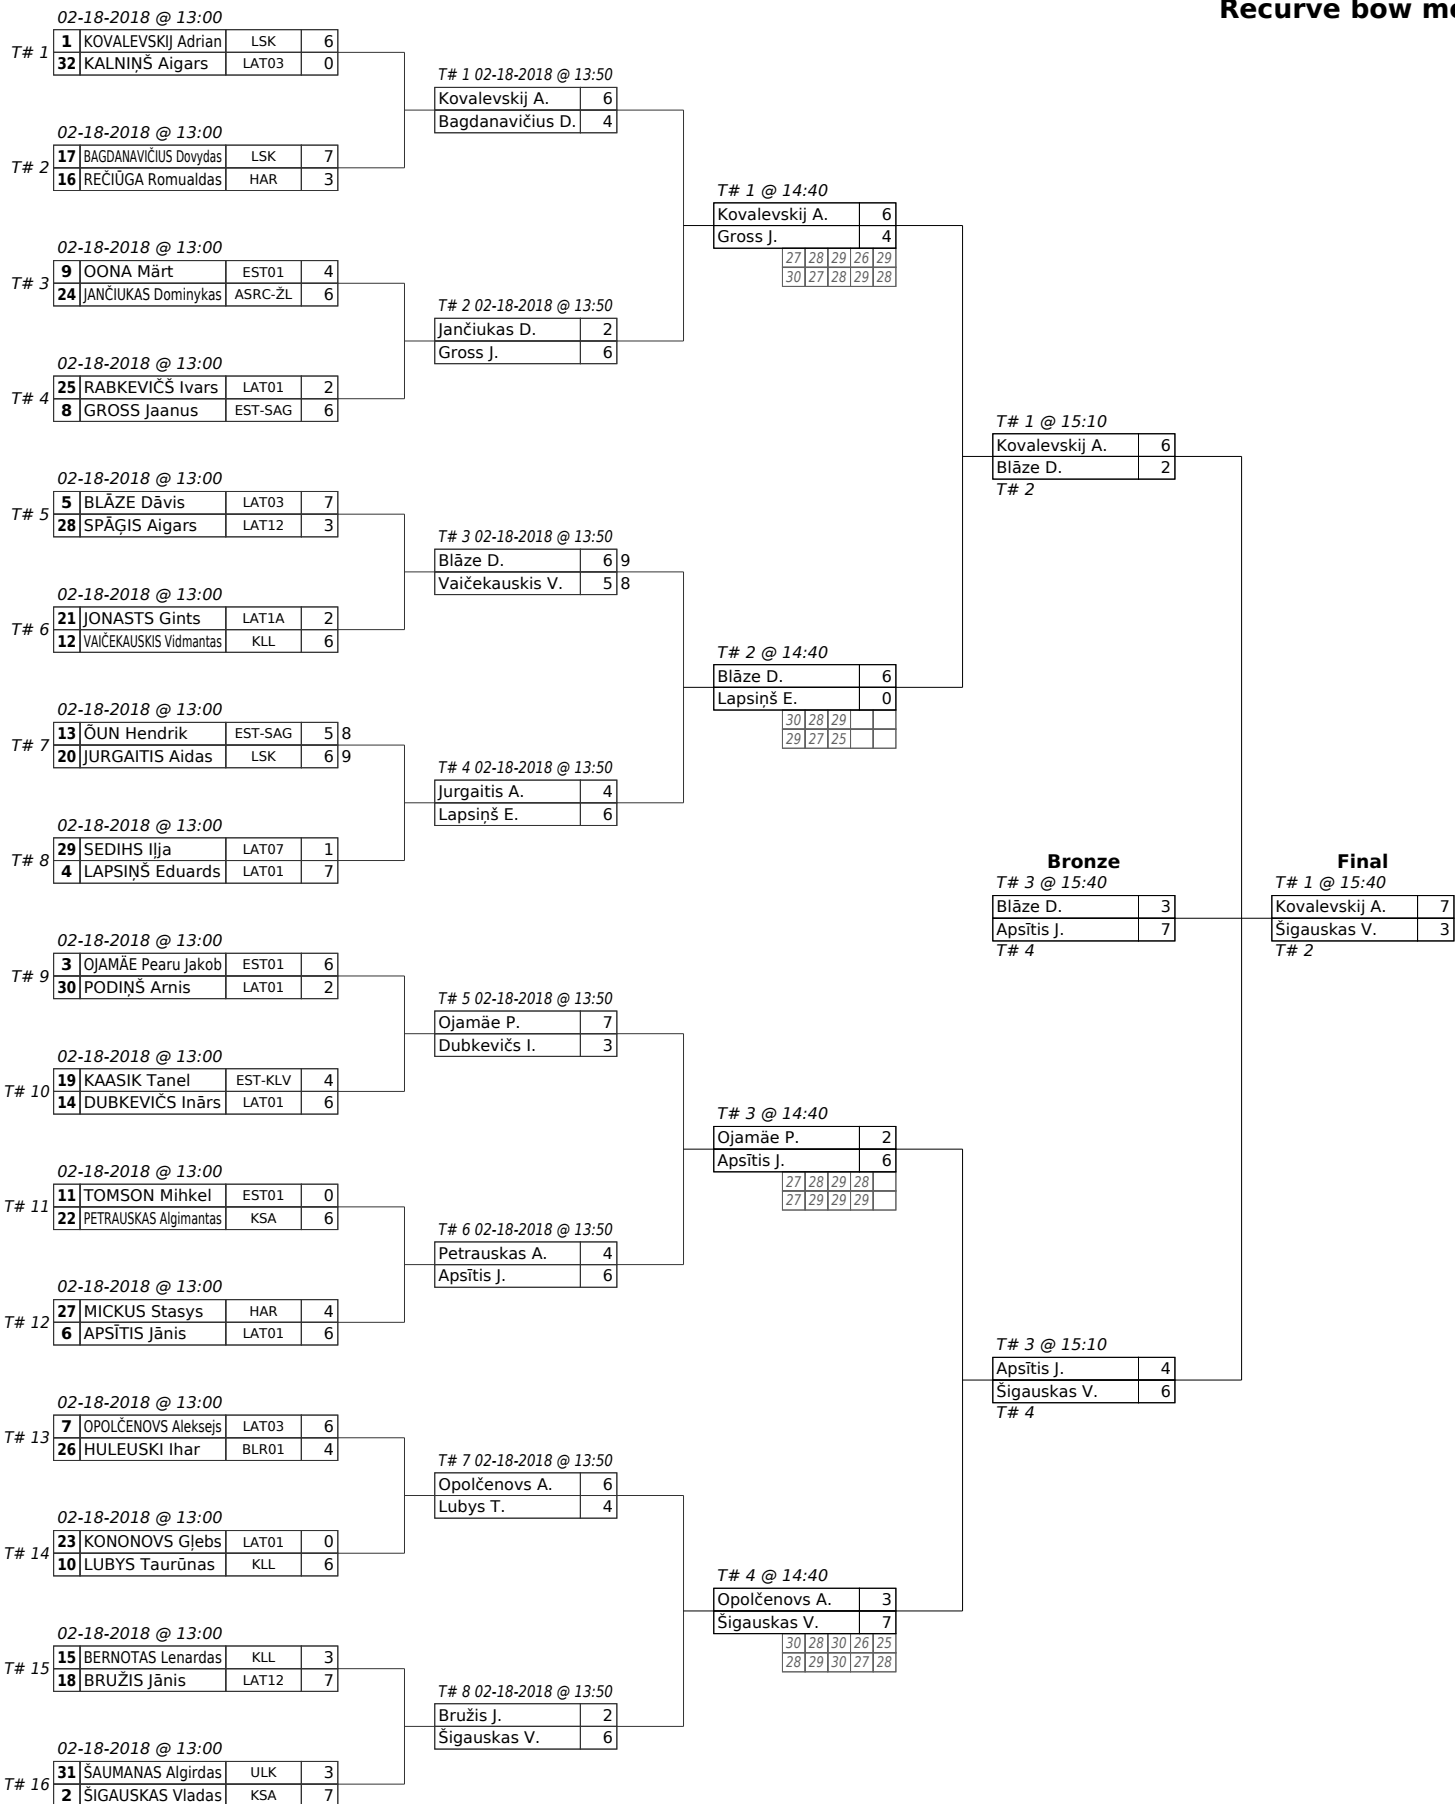 Recurve bow me
02-18-2018 @ 13:00
T# 1 1 KOVALEVSKIJ Adrian LSK 6
32 KALNIŅŠ Aigars LAT03 0
02-18-2018 @ 13:00
T# 2 17 BAGDANAVIČIUS Dovydas LSK 7
16 REČIŪGA Romualdas HAR 3
02-18-2018 @ 13:00
T# 3 9 OONA Märt EST01 4
24 JANČIUKAS Dominykas ASRC-ŽL 6
02-18-2018 @ 13:00
T# 4 25 RABKEVIČŠ Ivars LAT01 2
8 GROSS Jaanus EST-SAG 6
02-18-2018 @ 13:00
T# 5 5 BLĀZE Dāvis LAT03 7
28 SPĀĢIS Aigars LAT12 3
02-18-2018 @ 13:00
T# 6 21 JONASTS Gints LAT1A 2
12 VAIČEKAUSKIS Vidmantas KLL 6
02-18-2018 @ 13:00
T# 7 13 ÕUN Hendrik EST-SAG 5 8
20 JURGAITIS Aidas LSK 6 9
02-18-2018 @ 13:00
T# 8 29 SEDIHS Iļja LAT07 1
4 LAPSIŅŠ Eduards LAT01 7
02-18-2018 @ 13:00
T# 9 3 OJAMÄE Pearu Jakob EST01 6
30 PODIŅŠ Arnis LAT01 2
02-18-2018 @ 13:00
T# 10 19 KAASIK Tanel EST-KLV 4
14 DUBKEVIČS Inārs LAT01 6
02-18-2018 @ 13:00
T# 11 11 TOMSON Mihkel EST01 0
22 PETRAUSKAS Algimantas KSA 6
02-18-2018 @ 13:00
T# 12 27 MICKUS Stasys HAR 4
6 APSĪTIS Jānis LAT01 6
02-18-2018 @ 13:00
T# 13 7 OPOLČENOVS Aleksejs LAT03 6
26 HULEUSKI Ihar BLR01 4
02-18-2018 @ 13:00
T# 14 23 KONONOVS Gļebs LAT01 0
10 LUBYS Taurūnas KLL 6
02-18-2018 @ 13:00
T# 15 15 BERNOTAS Lenardas KLL 3
18 BRUŽIS Jānis LAT12 7
02-18-2018 @ 13:00
T# 16 31 ŠAUMANAS Algirdas ULK 3
2 ŠIGAUSKAS Vladas KSA 7
T# 1 02-18-2018 @ 13:50
Kovalevskij A. 6
Bagdanavičius D. 4
T# 2 02-18-2018 @ 13:50
Jančiukas D. 2
Gross J. 6
T# 3 02-18-2018 @ 13:50
Blāze D. 6 9
Vaičekauskis V. 5 8
T# 4 02-18-2018 @ 13:50
Jurgaitis A. 4
Lapsiņš E. 6
T# 5 02-18-2018 @ 13:50
Ojamäe P. 7
Dubkevičs I. 3
T# 6 02-18-2018 @ 13:50
Petrauskas A. 4
Apsītis J. 6
T# 7 02-18-2018 @ 13:50
Opolčenovs A. 6
Lubys T. 4
T# 8 02-18-2018 @ 13:50
Bružis J. 2
Šigauskas V. 6
T# 1 @ 14:40
Kovalevskij A. 6
Gross J. 4
27 28 29 26 29
30 27 28 29 28
T# 2 @ 14:40
Blāze D. 6
Lapsiņš E. 0
30 28 29
29 27 25
T# 3 @ 14:40
Ojamäe P. 2
Apsītis J. 6
27 28 29 28
27 29 29 29
T# 4 @ 14:40
Opolčenovs A. 3
Šigauskas V. 7
30 28 30 26 25
28 29 30 27 28
T# 1 @ 15:10
Kovalevskij A. 6
Blāze D. 2
T# 2
Bronze
T# 3 @ 15:40
Blāze D. 3
Apsītis J. 7
T# 4
T# 3 @ 15:10
Apsītis J. 4
Šigauskas V. 6
T# 4
Final
T# 1 @ 15:40
Kovalevskij A. 7
Šigauskas V. 3
T# 2